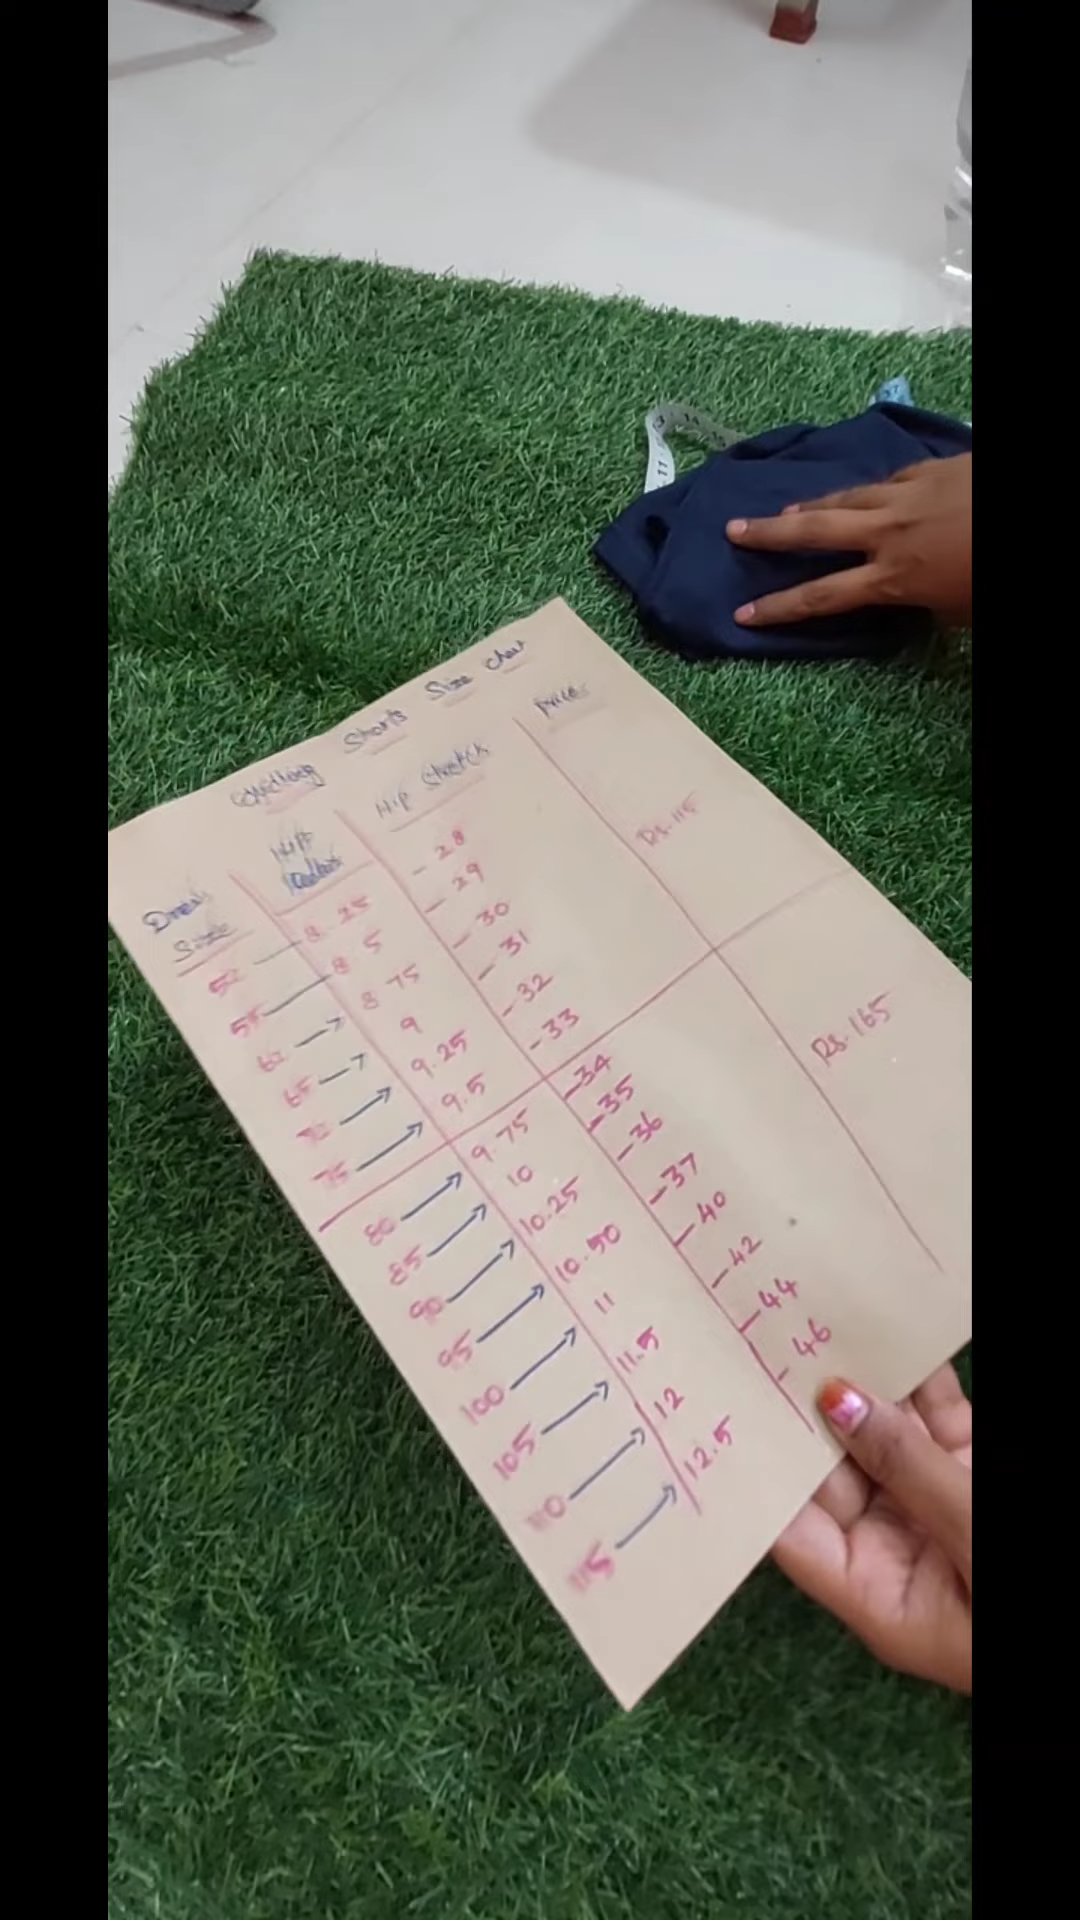 Shorts Size Chart
Dress Size Hip Hip Stretch Price
8.25 - 28 Rs. 115
55 8.5 - 29
60 → 8.75 - 30
65 → 9 - 31
70 → 9.25 - 32
75 → 9.5 - 33
80 → 9.75 - 34 Rs. 165
85 → 10 - 35
90 → 10.25 - 36
95 → 10.50 - 37
100 → 11 - 40
105 → 11.5 - 42
110 → 12 - 44
115 → 12.5 - 46
11